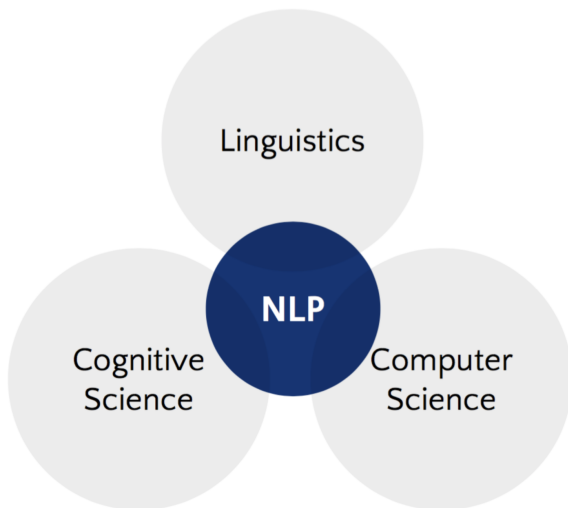 Linguistics
NLP
Cognitive
Science
Computer
Science